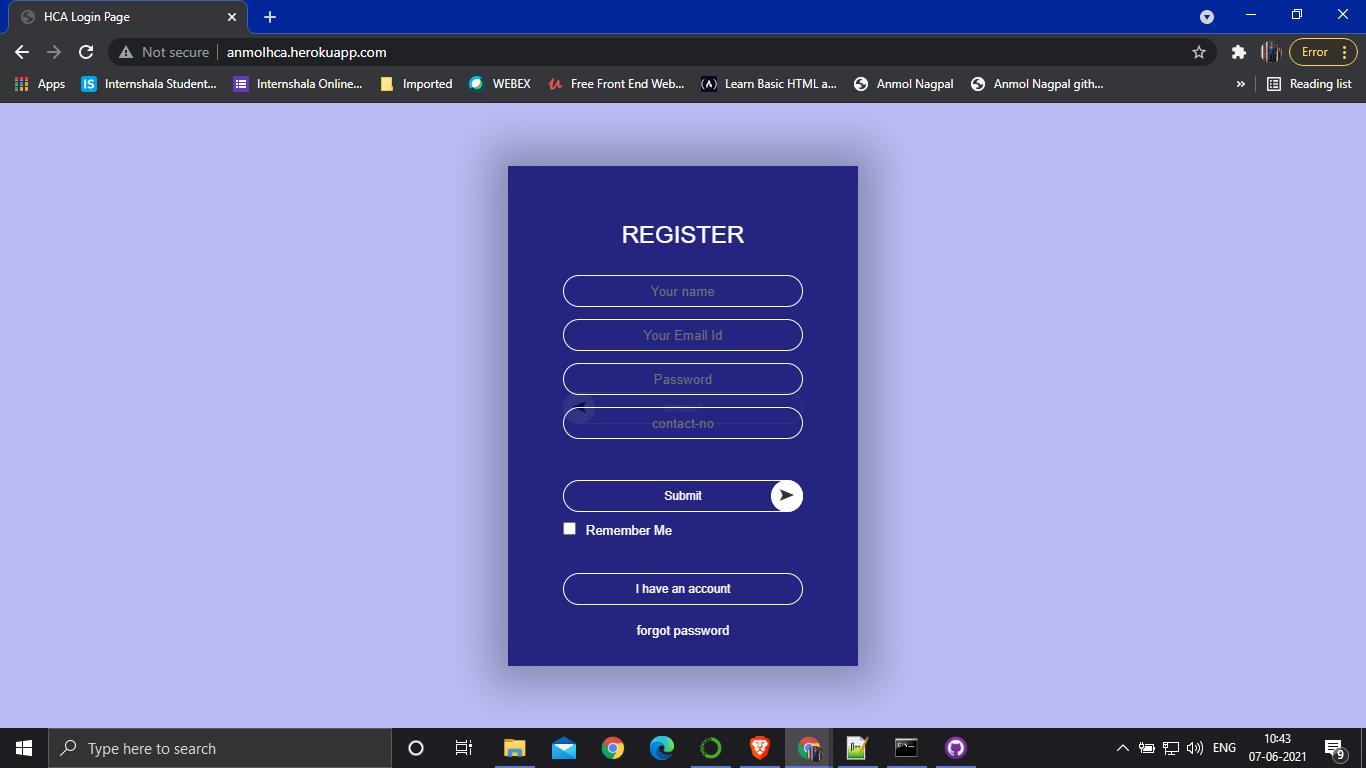 HCA Login Page
Not secure anmolhca.herokuapp.com Error
Apps Internshala Student... Internshala Online... Imported WEBEX Free Front End Web... Learn Basic HTML a... Anmol Nagpal Anmol Nagpal gith... » Reading list
REGISTER
Your name
Your Email Id
Password
contact-no
Submit
Remember Me
I have an account
forgot password
Type here to search ENG 10:43
07-06-2021 9